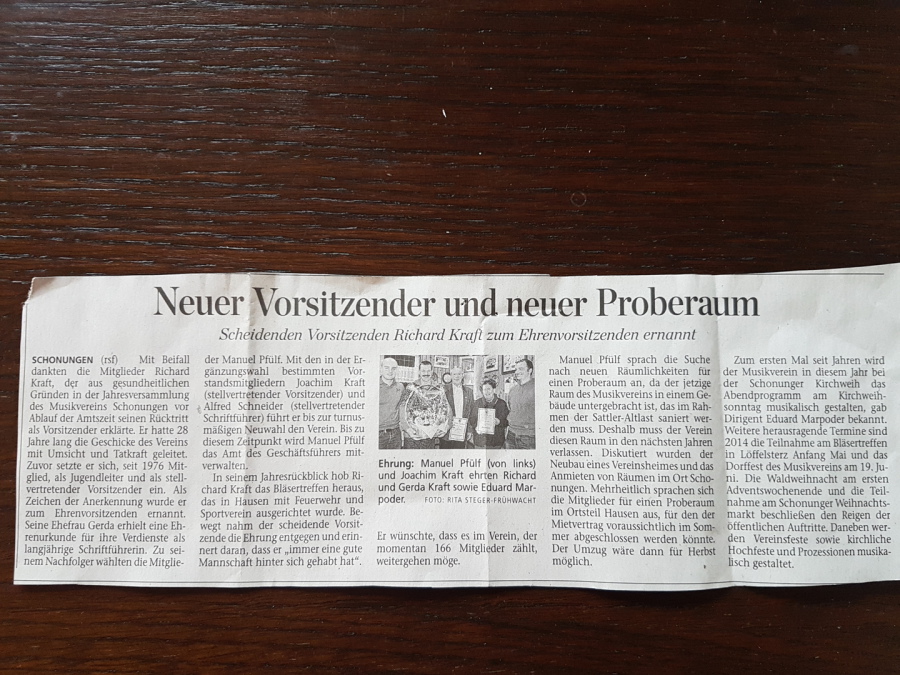 Neuer Vorsitzender und neuer Proberaum
Scheidenden Vorsitzenden Richard Kraft zum Ehrenvorsitzenden ernannt
SCHONUNGEN (rsf) Mit Beifall
dankten die Mitglieder Richard
Kraft, der aus gesundheitlichen
Gründen in der Jahresversammlung
des Musikvereins Schonungen vor
Ablauf der Amtszeit seinen Rücktritt
als Vorsitzender erklärte. Er hatte 28
Jahre lang die Geschicke des Vereins
mit Umsicht und Tatkraft geleitet.
Zuvor setzte er sich, seit 1976 Mit-
glied, als Jugendleiter und als stell-
vertretender Vorsitzender ein. Als
Zeichen der Anerkennung wurde er
zum Ehrenvorsitzenden ernannt.
Seine Ehefrau Gerda erhielt eine Eh-
renurkunde für ihre Verdienste als
langjährige Schriftführerin. Zu sei-
nem Nachfolger wählten die Mitglie-
der Manuel Pfülf. Mit den in der Er-
gänzungswahl bestimmten Vor-
standsmitgliedern Joachim Kraft
(stellvertretender Vorsitzender) und
Alfred Schneider (stellvertretender
Schriftführer) führt er bis zur turnus-
mäßigen Neuwahl den Verein. Bis zu
diesem Zeitpunkt wird Manuel Pfülf
das Amt des Geschäftsführers mit-
verwalten.
In seinem Jahresrückblick hob Ri-
chard Kraft das Bläsertreffen heraus,
das in Hausen mit Feuerwehr und
Sportverein ausgerichtet wurde. Be-
wegt nahm der scheidende Vorsit-
zende die Ehrung entgegen und erin-
nert daran, dass er „immer eine gute
Mannschaft hinter sich gehabt hat“.
Ehrung: Manuel Pfülf (von links)
und Joachim Kraft ehrten Richard
und Gerda Kraft sowie Eduard Mar-
poder. FOTO: RITA STEGER-FRÜHWACHT
Er wünschte, dass es im Verein, der
momentan 166 Mitglieder zählt,
weitergehen möge.
Manuel Pfülf sprach die Suche
nach neuen Räumlichkeiten für
einen Proberaum an, da der jetzige
Raum des Musikvereins in einem Ge-
bäude untergebracht ist, das im Rah-
men der Sattler-Altlast saniert wer-
den muss. Deshalb muss der Verein
diesen Raum in den nächsten Jahren
verlassen. Diskutiert wurden der
Neubau eines Vereinsheimes und das
Anmieten von Räumen im Ort Scho-
nungen. Mehrheitlich sprachen sich
die Mitglieder für einen Proberaum
im Ortsteil Hausen aus, für den der
Mietvertrag voraussichtlich im Som-
mer abgeschlossen werden könnte.
Der Umzug wäre dann für Herbst
möglich.
Zum ersten Mal seit Jahren wird
der Musikverein in diesem Jahr bei
der Schonunger Kirchweih das
Abendprogramm am Kirchweih-
sonntag musikalisch gestalten, gab
Dirigent Eduard Marpoder bekannt.
Weitere herausragende Termine sind
2014 die Teilnahme am Bläsertreffen
in Löffelsterz Anfang Mai und das
Dorffest des Musikvereins am 19. Ju-
ni. Die Waldweihnacht am ersten
Adventswochenende und die Teil-
nahme am Schonunger Weihnachts-
markt beschließen den Reigen der
öffentlichen Auftritte. Daneben wer-
den Vereinsfeste sowie kirchliche
Hochfeste und Prozessionen musika-
lisch gestaltet.